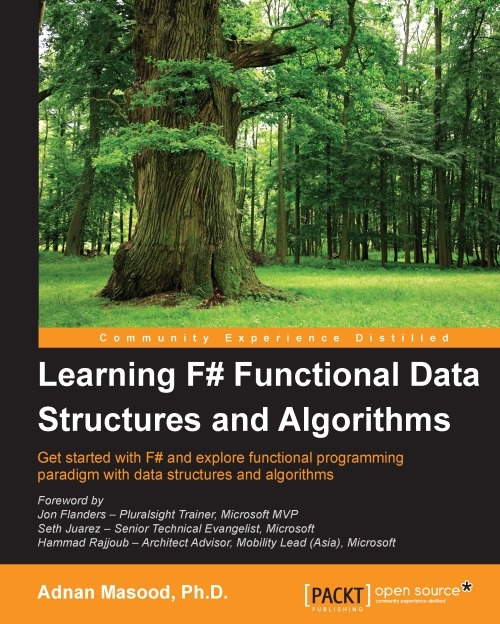 Community Experience Distilled
Learning F# Functional Data
Structures and Algorithms
Get started with F# and explore functional programming
paradigm with data structures and algorithms
Foreword by
Jon Flanders – Pluralsight Trainer, Microsoft MVP
Seth Juarez – Senior Technical Evangelist, Microsoft
Hammad Rajjoub – Architect Advisor, Mobility Lead (Asia), Microsoft
Adnan Masood, Ph.D.
[PACKT] open source*
PUBLISHING community experience distilled